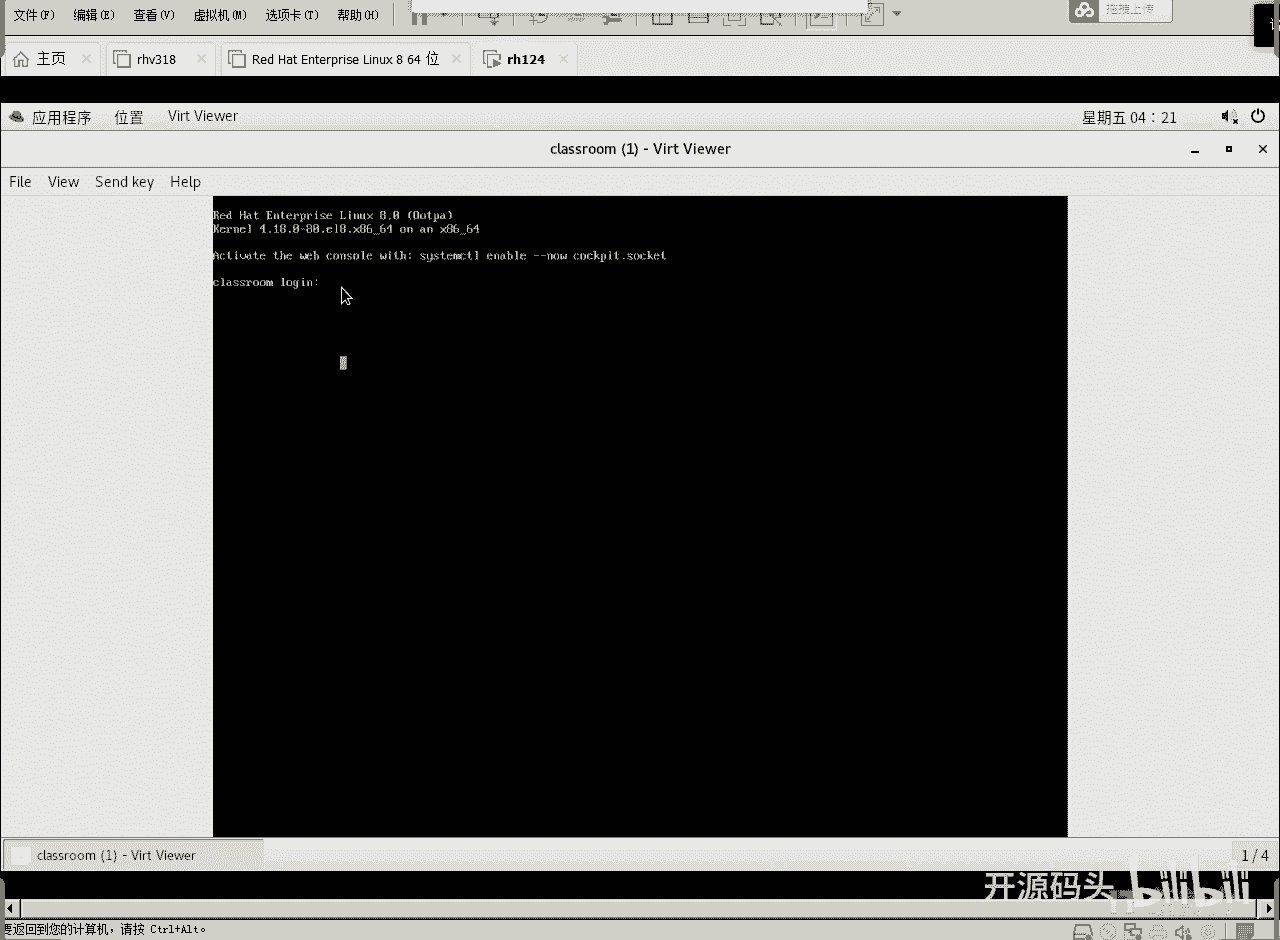 文件(F) 编辑(E) 查看(V) 虚拟机(M) 选项卡(T) 帮助(H) 拖拽上传
主页 rhv318 Red Hat Enterprise Linux 8 64 位 rh124
应用程序 位置 Virt Viewer 星期五 04：21
classroom (1) - Virt Viewer
File View Send key Help
Red Hat Enterprise Linux 8.0 (Ootpa)
Kernel 4.18.0-80.el8.x86_64 on an x86_64
Activate the web console with: systemctl enable --now cockpit.socket
classroom login:
classroom (1) - Virt Viewer 1 / 4
开源码头 bilibili
要返回到您的计算机，请按 Ctrl+Alt。